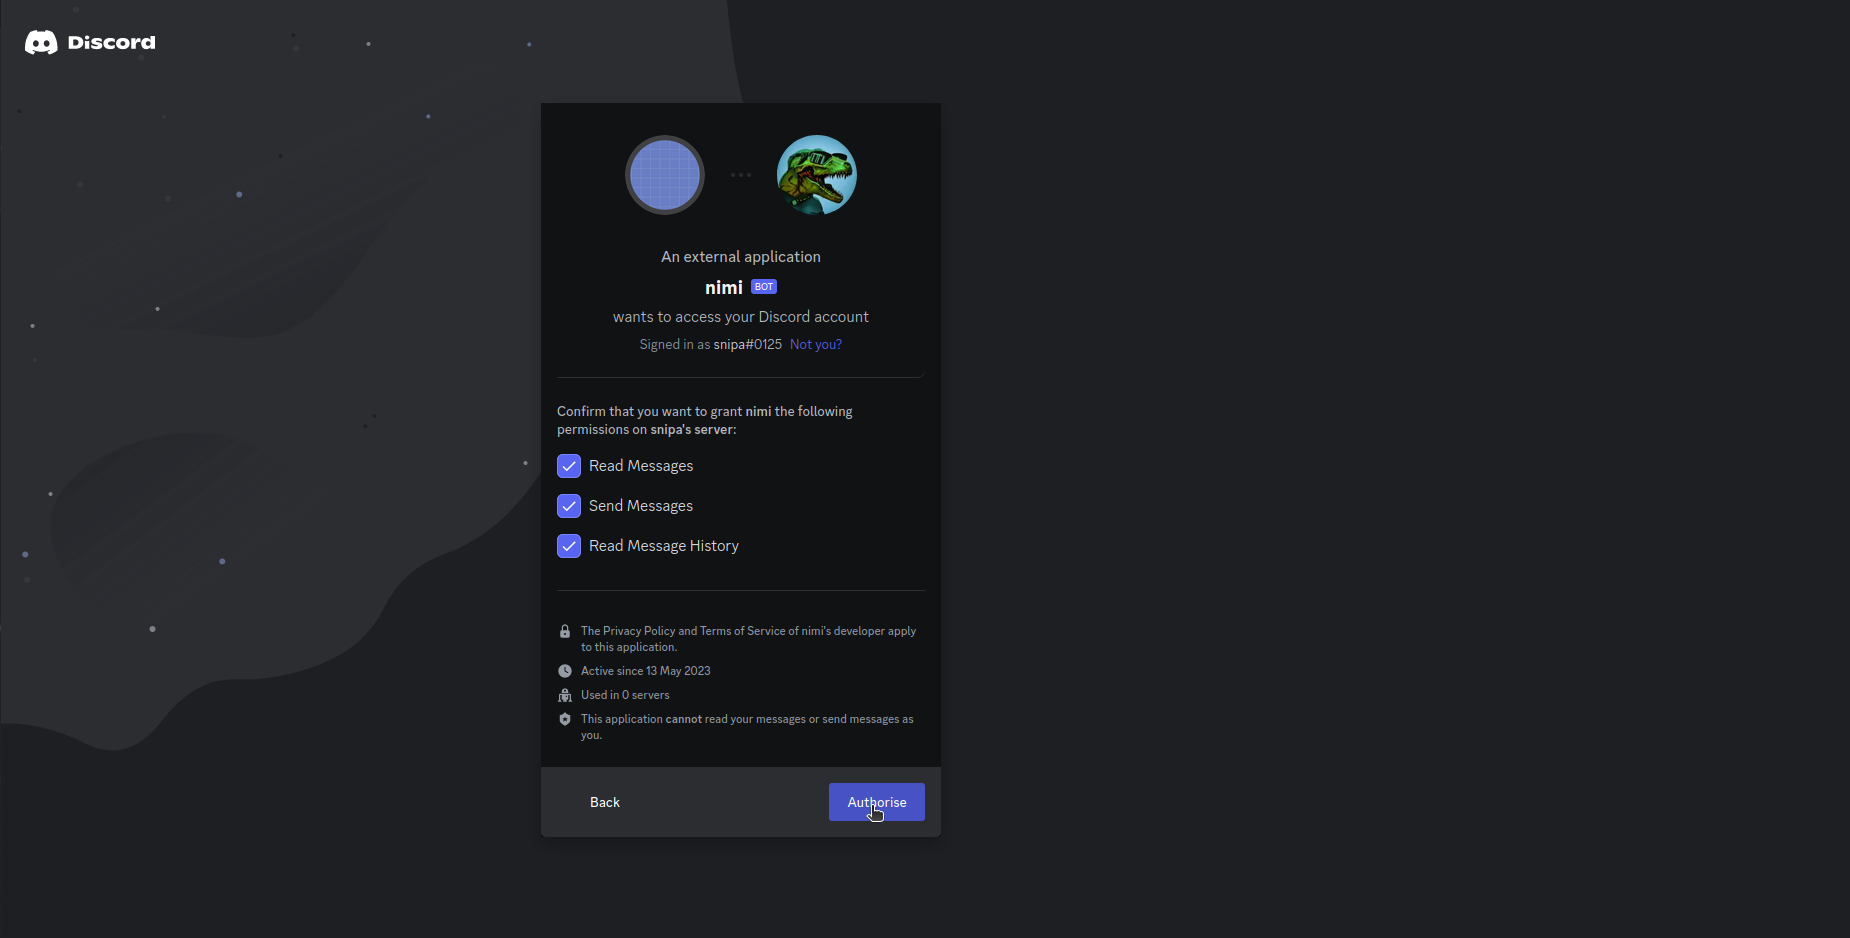 Discord
An external application
nimi BOT
wants to access your Discord account
Signed in as snipa#0125 Not you?
Confirm that you want to grant nimi the following
permissions on snipa's server:
Read Messages
Send Messages
Read Message History
The Privacy Policy and Terms of Service of nimi's developer apply
to this application.
Active since 13 May 2023
Used in 0 servers
This application cannot read your messages or send messages as
you.
Back
Authorise